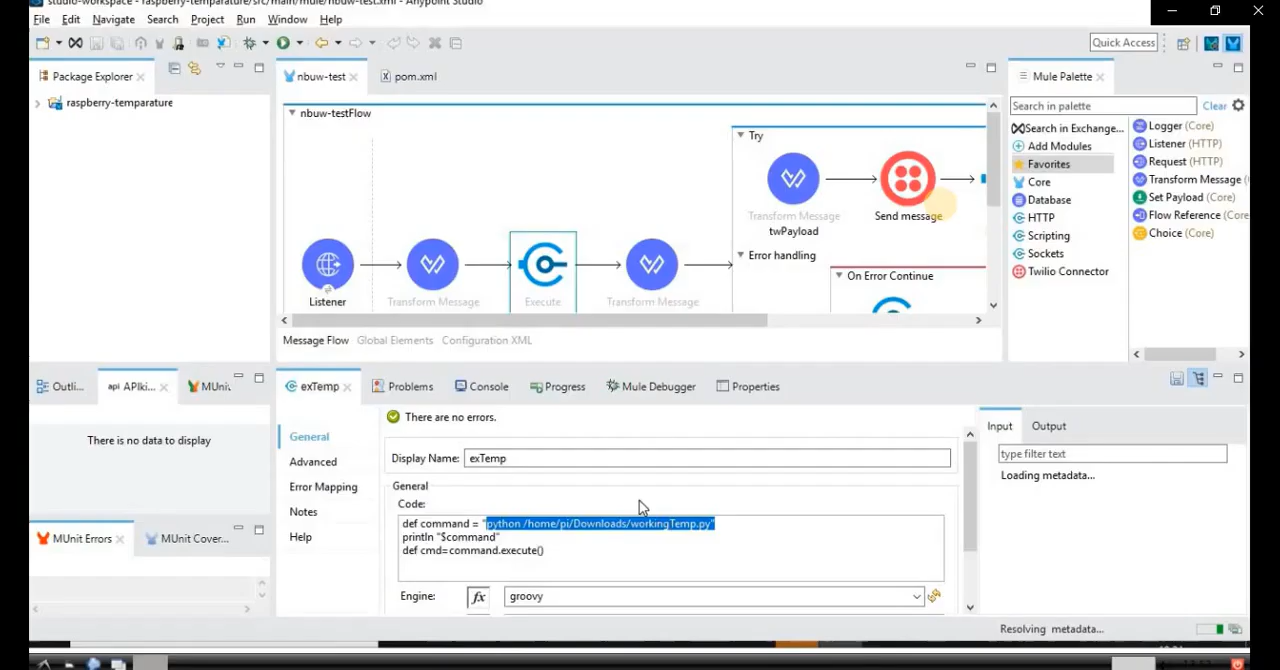 studio-workspace - raspberry-temparature/src/main/mule/nbuw-test.xml - Anypoint Studio
File Edit Navigate Search Project Run Window Help
Quick Access
Package Explorer
raspberry-temparature
nbuw-test
pom.xml
nbuw-testFlow
Try
Transform Message
twPayload
Send message
Error handling
On Error Continue
Listener
Transform Message
Execute
Transform Message
Message Flow Global Elements Configuration XML
Mule Palette
Search in palette
Clear
Search in Exchange...
Add Modules
Favorites
Core
Database
HTTP
Scripting
Sockets
Twilio Connector
Logger (Core)
Listener (HTTP)
Request (HTTP)
Transform Message (
Set Payload (Core)
Flow Reference (Core
Choice (Core)
Outli...
api APIki...
MUni.
There is no data to display
MUnit Errors
MUnit Cover...
exTemp
Problems
Console
Progress
Mule Debugger
Properties
There are no errors.
General
Advanced
Error Mapping
Notes
Help
Display Name: exTemp
General
Code:
def command = "python /home/pi/Downloads/workingTemp.py"
println "$command"
def cmd=command.execute()
Engine: fx groovy
Input Output
type filter text
Loading metadata...
Resolving metadata...